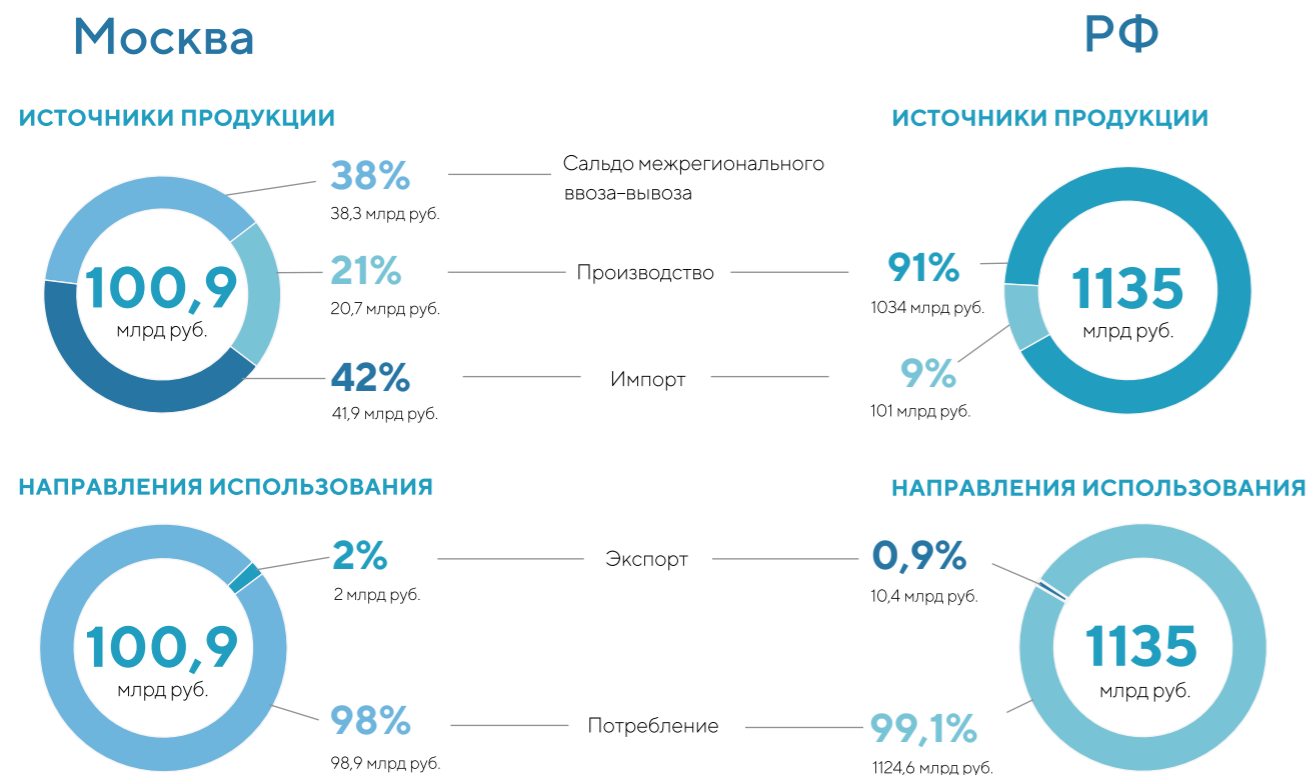 Москва
РФ
ИСТОЧНИКИ ПРОДУКЦИИ
ИСТОЧНИКИ ПРОДУКЦИИ
100,9
млрд руб.
38%
38,3 млрд руб.
Сальдо межрегионального
ввоза–вывоза
21%
20,7 млрд руб.
Производство
91%
1034 млрд руб.
42%
41,9 млрд руб.
Импорт
9%
101 млрд руб.
1135
млрд руб.
НАПРАВЛЕНИЯ ИСПОЛЬЗОВАНИЯ
НАПРАВЛЕНИЯ ИСПОЛЬЗОВАНИЯ
100,9
млрд руб.
2%
2 млрд руб.
Экспорт
0,9%
10,4 млрд руб.
98%
98,9 млрд руб.
Потребление
99,1%
1124,6 млрд руб.
1135
млрд руб.